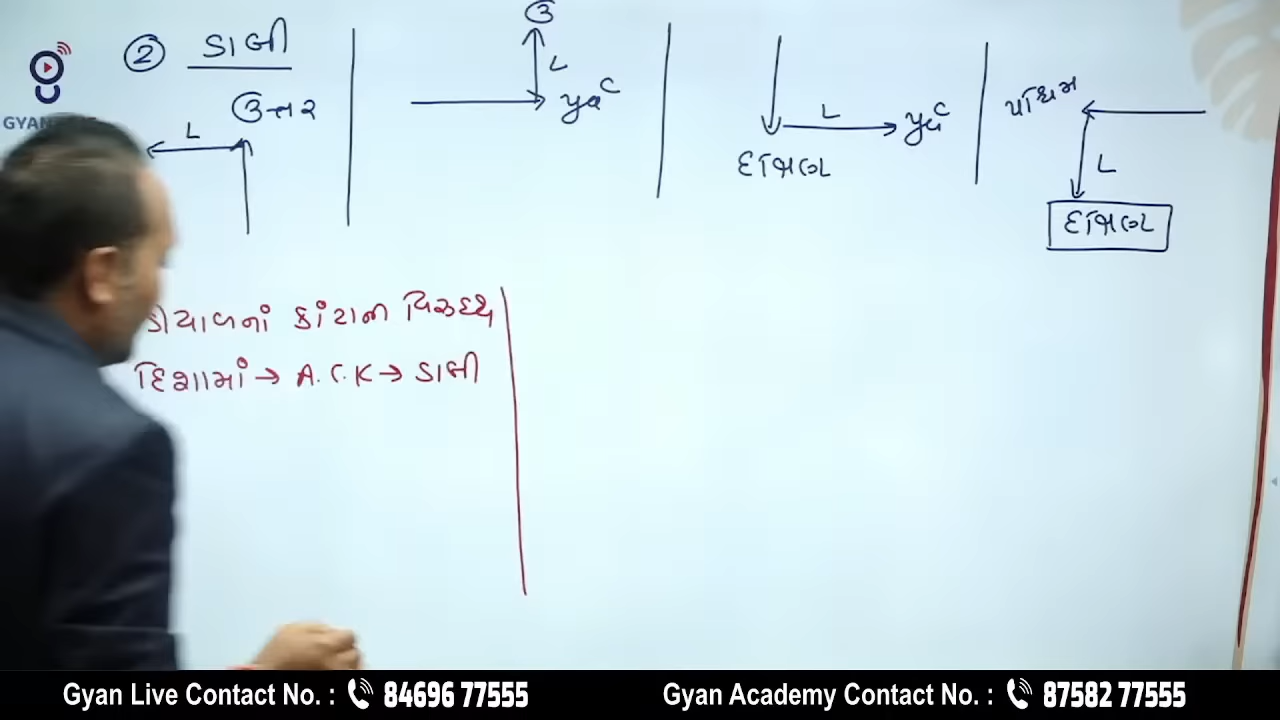 ② ડાબી
ઉત્તર
L
ઉ
L
પૂર્વ
L
પૂર્વ
દક્ષિણ
પશ્ચિમ
L
દક્ષિણ
ઘડીયાળનાં કાંટાની વિરૂદ્ધ
દિશામાં → A.C.K → ડાબી
GYAN
Gyan Live Contact No. : 84696 77555
Gyan Academy Contact No. : 87582 77555